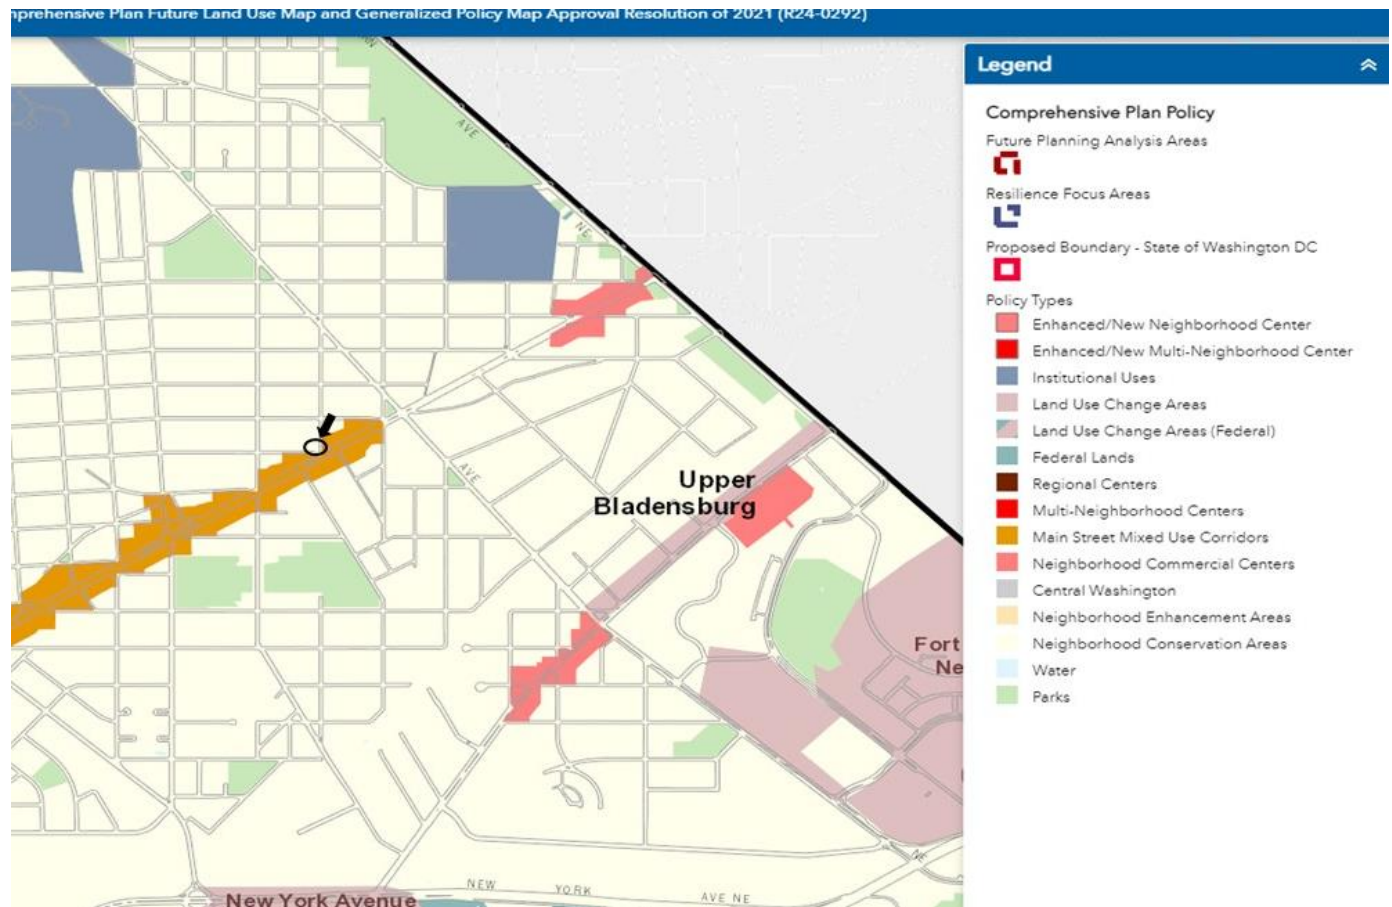 nprehensive Plan Future Land Use Map and Generalized Policy Map Approval Resolution of 2021 (R24-0292)
Legend
Comprehensive Plan Policy
Future Planning Analysis Areas
Resilience Focus Areas
Proposed Boundary - State of Washington DC
Policy Types
Enhanced/New Neighborhood Center
Enhanced/New Multi-Neighborhood Center
Institutional Uses
Land Use Change Areas
Land Use Change Areas (Federal)
Federal Lands
Regional Centers
Multi-Neighborhood Centers
Main Street Mixed Use Corridors
Neighborhood Commercial Centers
Central Washington
Neighborhood Enhancement Areas
Neighborhood Conservation Areas
Water
Parks
AVE
NE
AVE
Upper
Bladensburg
Fort
Ne
NE
NEW YORK AVE NE
New York Avenue